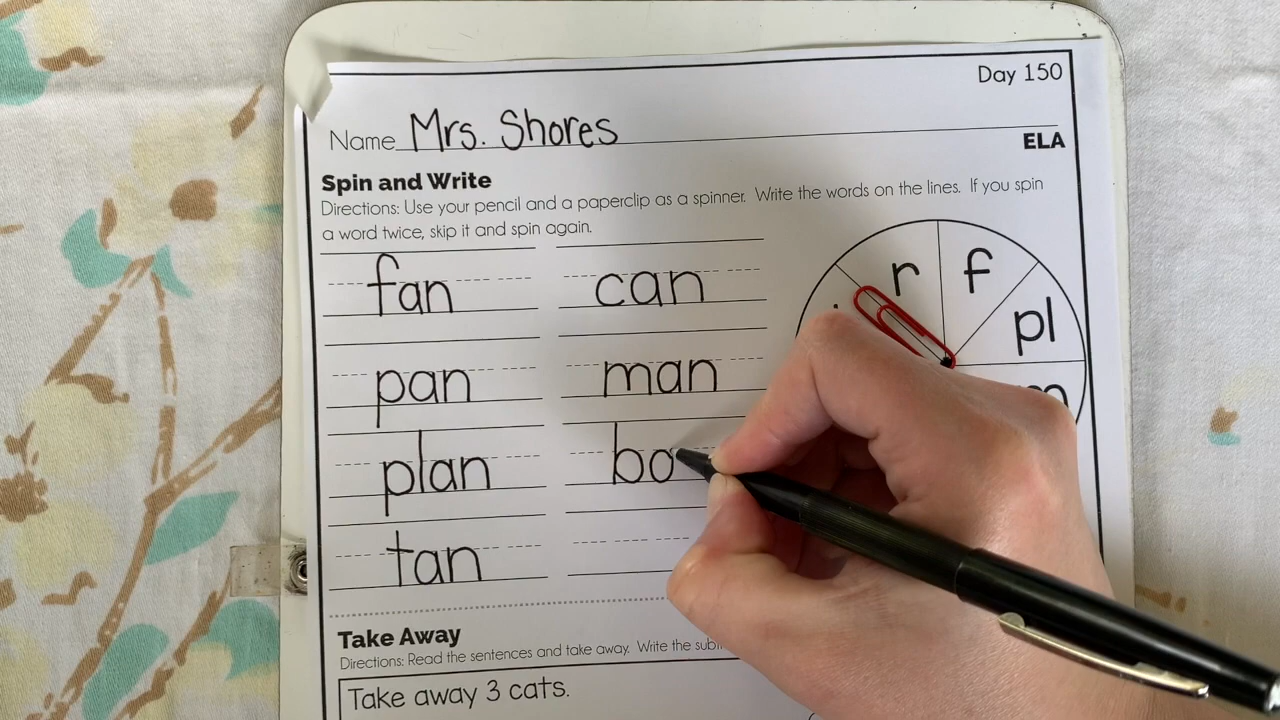 Day 150
Name Mrs. Shores
ELA
Spin and Write
Directions: Use your pencil and a paperclip as a spinner. Write the words on the lines. If you spin
a word twice, skip it and spin again.
fan can
pan man
plan bo
tan
r f pl m
Take Away
Directions: Read the sentences and take away. Write the
Take away 3 cats.